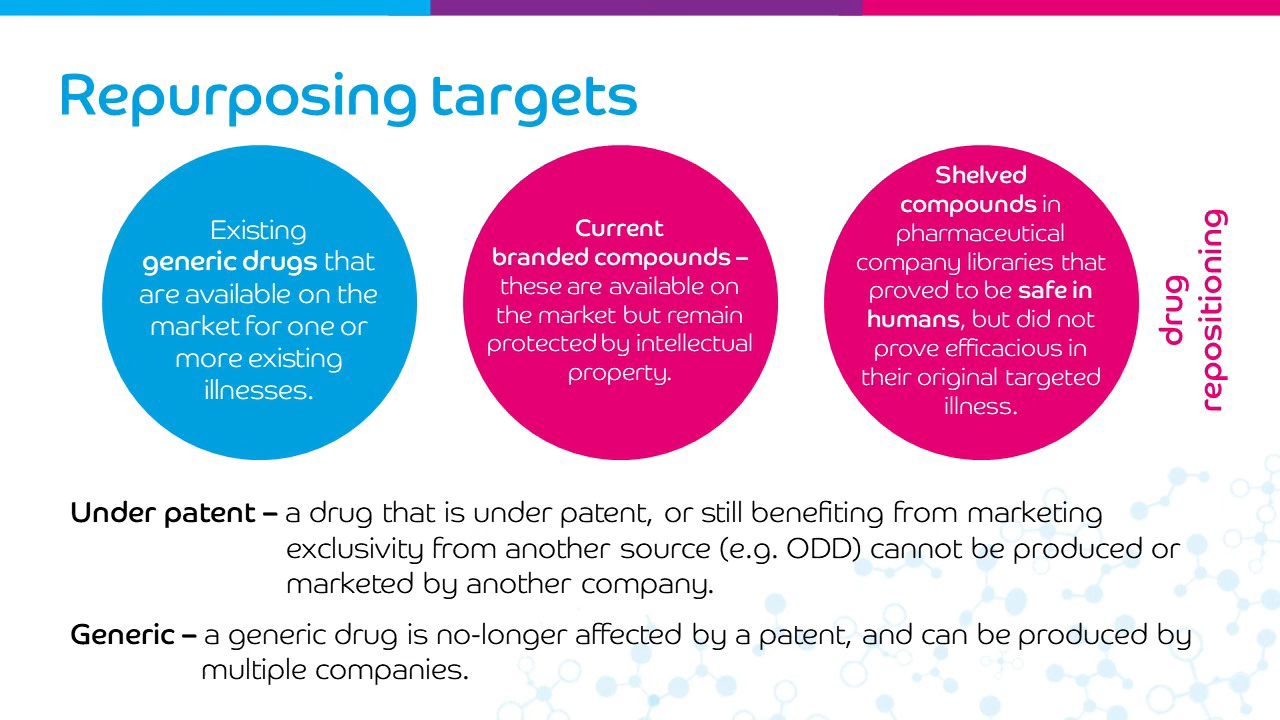 Repurposing targets
Existing
generic drugs that
are available on the
market for one or
more existing
illnesses.
Current
branded compounds –
these are available on
the market but remain
protected by intellectual
property.
Shelved
compounds in
pharmaceutical
company libraries that
proved to be safe in
humans, but did not
prove efficacious in
their original targeted
illness.
drug
repositioning
Under patent – a drug that is under patent, or still benefiting from marketing
exclusivity from another source (e.g. ODD) cannot be produced or
marketed by another company.
Generic – a generic drug is no-longer affected by a patent, and can be produced by
multiple companies.